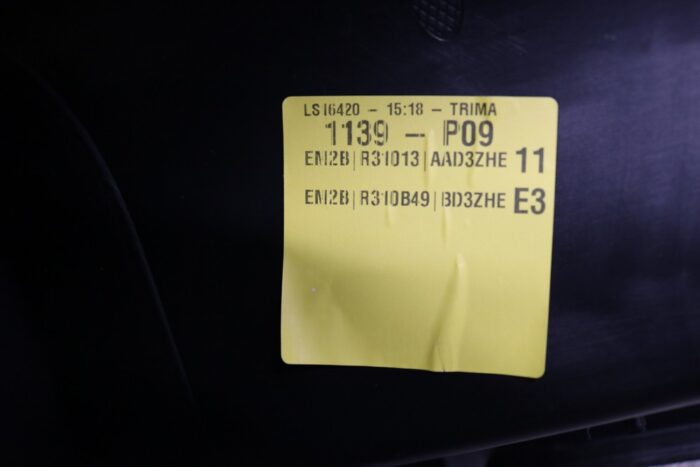 LS16420 - 15:18 - TRIMA
1139 - P09
EM2B|R31013|AAD3ZHE 11
EM2B|R310B49|BD3ZHE E3